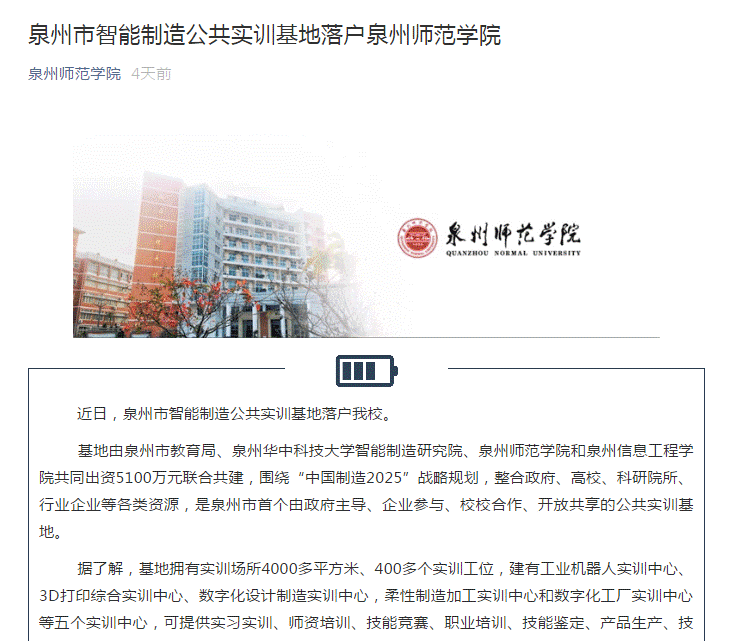 泉州市智能制造公共实训基地落户泉州师范学院
泉州师范学院 4天前
泉州师范学院
QUANZHOU NORMAL UNIVERSITY
近日，泉州市智能制造公共实训基地落户我校。
基地由泉州市教育局、泉州华中科技大学智能制造研究院、泉州师范学院和泉州信息工程学
院共同出资5100万元联合共建，围绕“中国制造2025”战略规划，整合政府、高校、科研院所、
行业企业等各类资源，是泉州市首个由政府主导、企业参与、校校合作、开放共享的公共实训基
地。
据了解，基地拥有实训场所4000多平方米、400多个实训工位，建有工业机器人实训中心、
3D打印综合实训中心、数字化设计制造实训中心，柔性制造加工实训中心和数字化工厂实训中心
等五个实训中心，可提供实习实训、师资培训、技能竞赛、职业培训、技能鉴定、产品生产、技